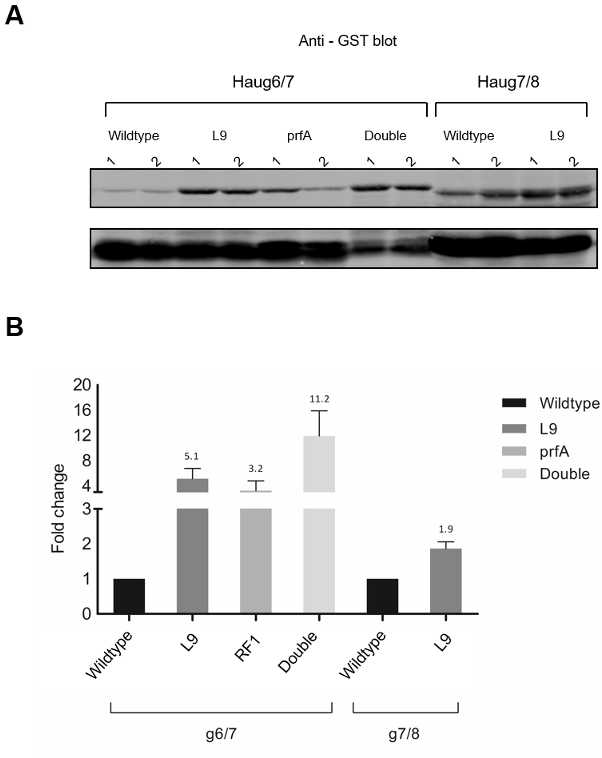 A
Anti - GST blot
Haug6/7 Haug7/8
Wildtype L9 prfA Double Wildtype L9
1 2 1 2 1 2 1 2 1 2 1 2
B
20
16
12
8
4
3
2
1
0
Fold change
5.1
3.2
11.2
1.9
Wildtype
L9
prfA
Double
Wildtype L9 RF1 Double Wildtype L9
g6/7 g7/8